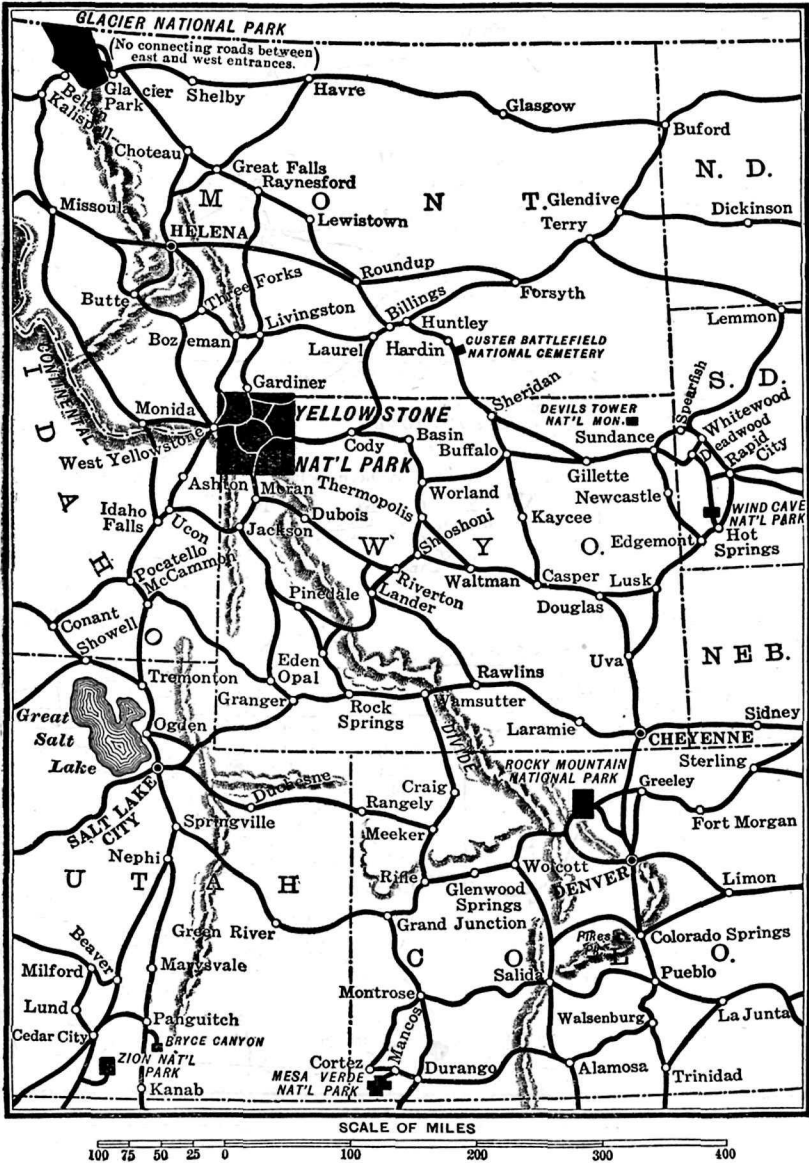 GLACIER NATIONAL PARK
(No connecting roads between
east and west entrances.)
Belton
Kalispell
Glacier
Park
Shelby
Havre
Glasgow
Buford
Choteau
Great Falls
Raynesford
Lewistown
MONT.
N. D.
Glendive
Terry
Dickinson
Missoula
HELENA
Roundup
Forsyth
Butte
Three Forks
Bozeman
Livingston
Billings
Laurel
Huntley
Hardin
CUSTER BATTLEFIELD
NATIONAL CEMETERY
Lemmon
CONTINENTAL
IDAHO
Gardiner
Monida
West Yellowstone
YELLOWSTONE
NAT'L PARK
Cody
Basin
Sheridan
Buffalo
DEVILS TOWER
NAT'L MON.
Sundance
Spearfish
S. D.
Whitewood
Deadwood
Rapid
City
Ashton
Moran
Thermopolis
Worland
Gillette
Newcastle
WIND CAVE
NAT'L PARK
Idaho
Falls
Ucon
Jackson
Dubois
Shoshoni
Kaycee
WYO.
Edgemont
Hot
Springs
Pocatello
McCammon
Pinedale
Riverton
Lander
Waltman
Casper
Douglas
Lusk
Conant
Showell
Eden
Opal
Uva
NEB.
Tremonton
Granger
Rock
Springs
Rawlins
Wamsutter
Great
Salt
Lake
Ogden
Laramie
Sidney
CHEYENNE
DIVIDE
ROCKY MOUNTAIN
NATIONAL PARK
Sterling
Greeley
SALT LAKE
CITY
Duchesne
Craig
Rangely
Fort Morgan
Springville
Meeker
Nephi
UTAH
Rifle
Glenwood
Springs
Wolcott
DENVER
Limon
Green River
Grand Junction
COLO.
Pikes
Pk.
Colorado Springs
Beaver
Milford
Marysvale
Salida
Pueblo
Lund
Montrose
Walsenburg
La Junta
Cedar City
Panguitch
BRYCE CANYON
ZION NAT'L
PARK
Kanab
Cortez
Mancos
MESA VERDE
NAT'L PARK
Durango
Alamosa
Trinidad
SCALE OF MILES
100 75 50 25 0 100 200 300 400